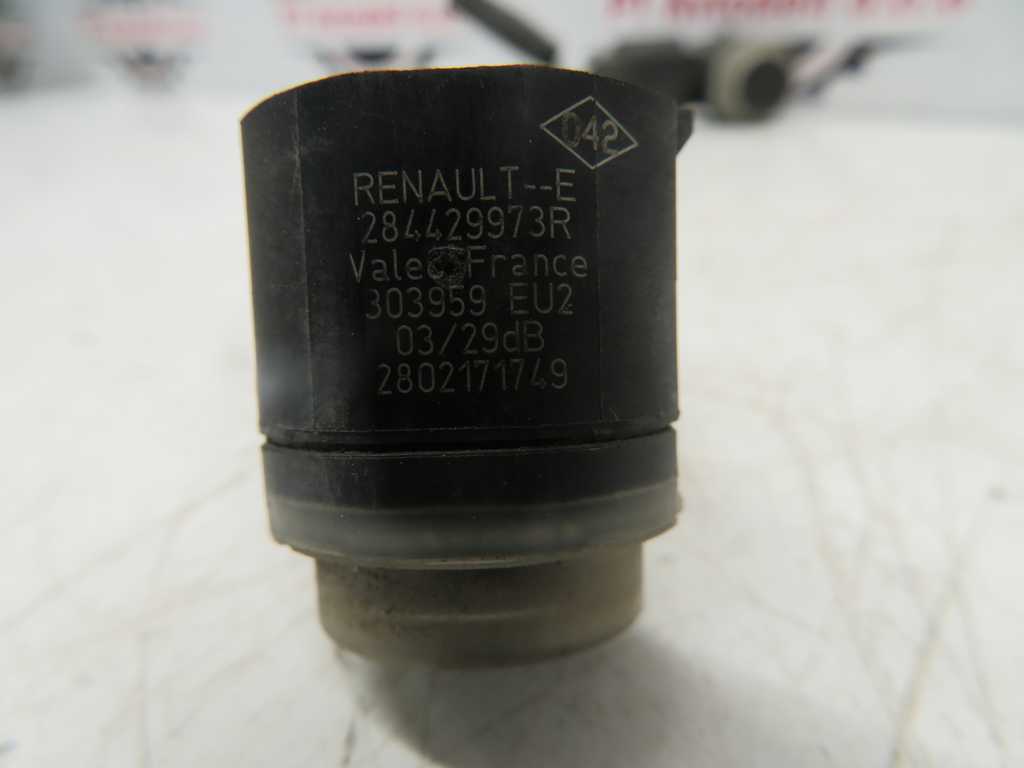 042
RENAULT--E
284429973R
Valeo France
303959 EU2
03/29dB
2802171749